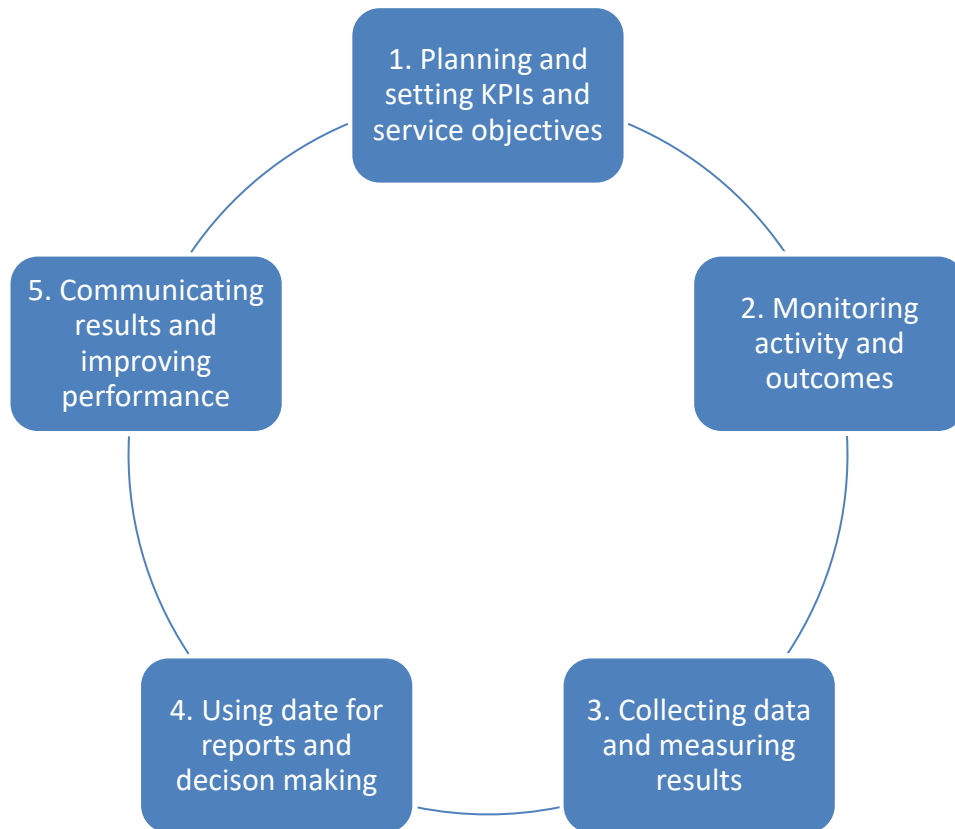 1. Planning and
setting KPIs and
service objectives
2. Monitoring
activity and
outcomes
3. Collecting data
and measuring
results
4. Using date for
reports and
decison making
5. Communicating
results and
improving
performance